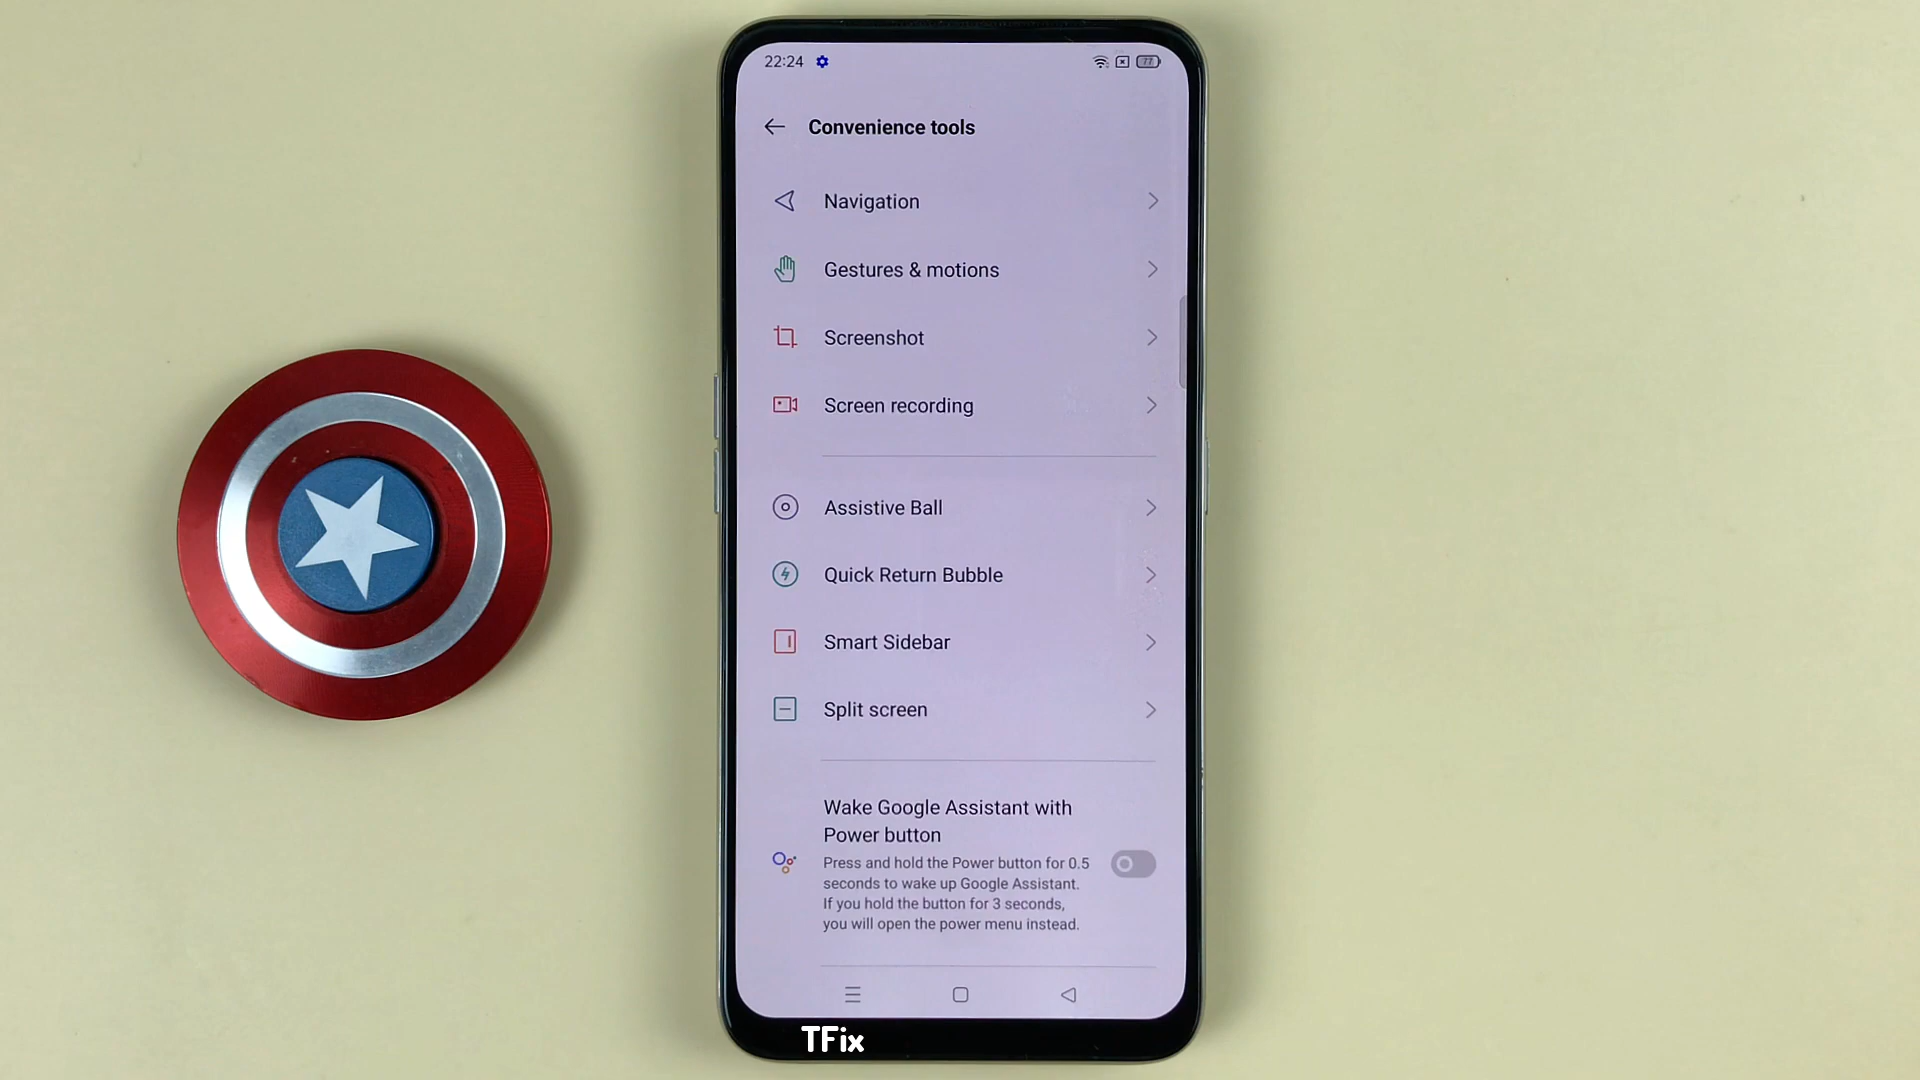 22:24
77
Convenience tools
Navigation
Gestures & motions
Screenshot
Screen recording
Assistive Ball
Quick Return Bubble
Smart Sidebar
Split screen
Wake Google Assistant with
Power button
Press and hold the Power button for 0.5
seconds to wake up Google Assistant.
If you hold the button for 3 seconds,
you will open the power menu instead.
TFix